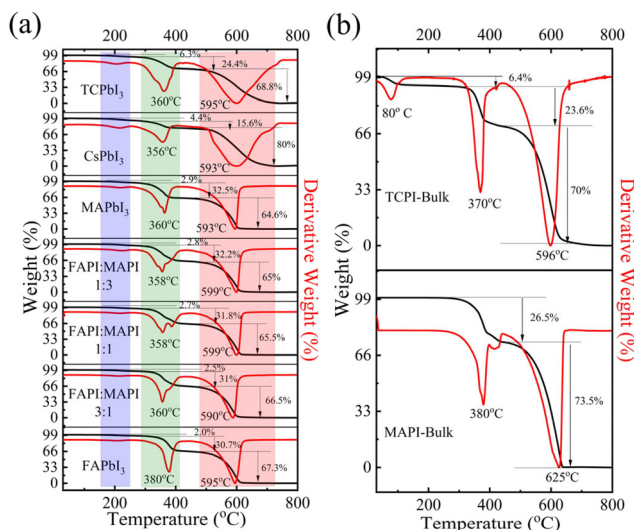 (a)
(b)
Weight (%)
99
66
33
0
TCPbI3
6.3%
24.4%
68.8%
360°C
595°C
99
66
33
0
CsPbI3
4.4%
15.6%
80%
356°C
593°C
99
66
33
0
MAPbI3
2.9%
32.5%
64.6%
360°C
593°C
99
66
33
0
FAPI:MAPI
1:3
2.8%
32.2%
65%
358°C
599°C
99
66
33
0
FAPI:MAPI
1:1
2.7%
31.8%
65.5%
358°C
599°C
99
66
33
0
FAPI:MAPI
3:1
2.5%
31%
66.5%
360°C
590°C
99
66
33
0
FAPbI3
2.0%
30.7%
67.3%
380°C
595°C
0 200 400 600 800
0 200 400 600 800
Temperature (°C)
Derivative Weight (%)
0 200 400 600 800
Weight (%)
99
66
33
0
80° C
6.4%
23.6%
70%
TCPI-Bulk
370°C
596°C
99
66
33
0
26.5%
73.5%
380°C
MAPI-Bulk
625°C
0 200 400 600 800
Temperature (°C)
Derivative Weight (%)